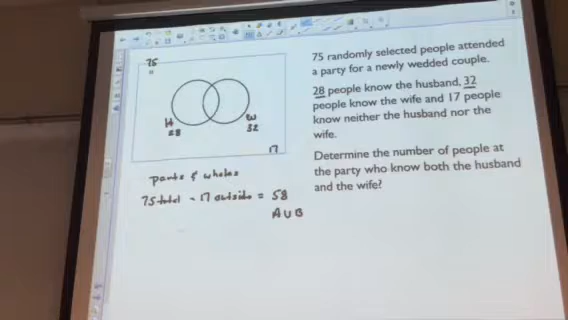 75
H
28
W
32
17
parts & wholes
75 total - 17 outside = 58
A ∪ B
75 randomly selected people attended
a party for a newly wedded couple.
28 people know the husband, 32
people know the wife and 17 people
know neither the husband nor the
wife.
Determine the number of people at
the party who know both the husband
and the wife?